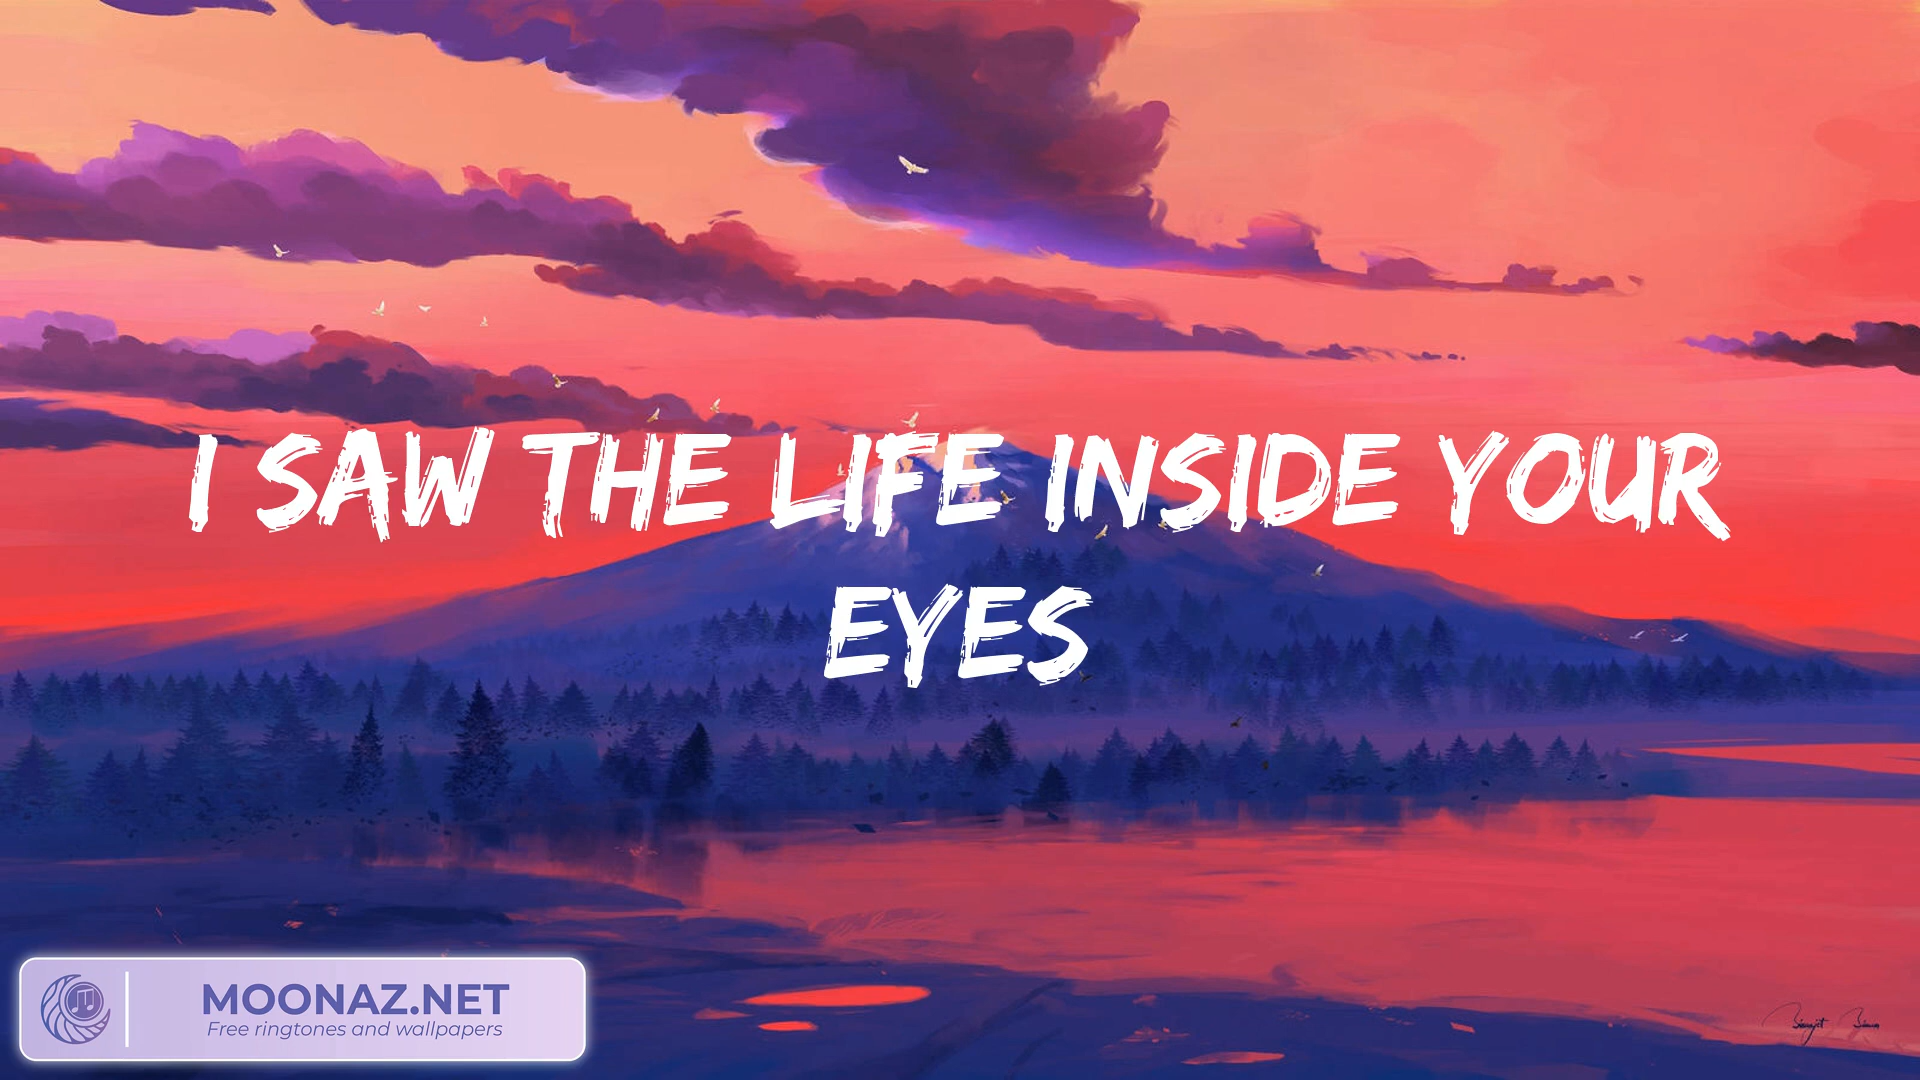 I SAW THE LIFE INSIDE YOUR
EYES
MOONAZ.NET
Free ringtones and wallpapers